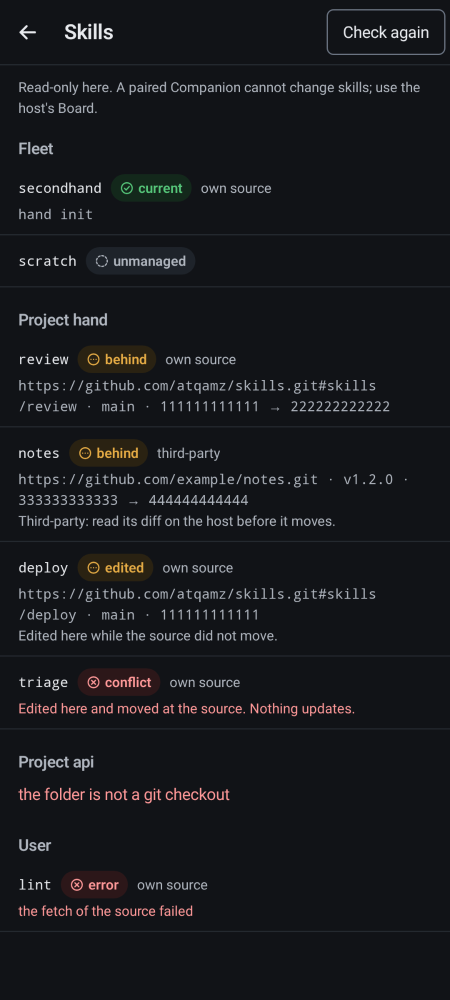 Skills
Check again
Read-only here. A paired Companion cannot change skills; use the
host's Board.
Fleet
secondhand current own source
hand init
scratch unmanaged
Project hand
review behind own source
https://github.com/atqamz/skills.git#skills
/review · main · 111111111111 → 222222222222
notes behind third-party
https://github.com/example/notes.git · v1.2.0 ·
333333333333 → 444444444444
Third-party: read its diff on the host before it moves.
deploy edited own source
https://github.com/atqamz/skills.git#skills
/deploy · main · 111111111111
Edited here while the source did not move.
triage conflict own source
Edited here and moved at the source. Nothing updates.
Project api
the folder is not a git checkout
User
lint error own source
the fetch of the source failed